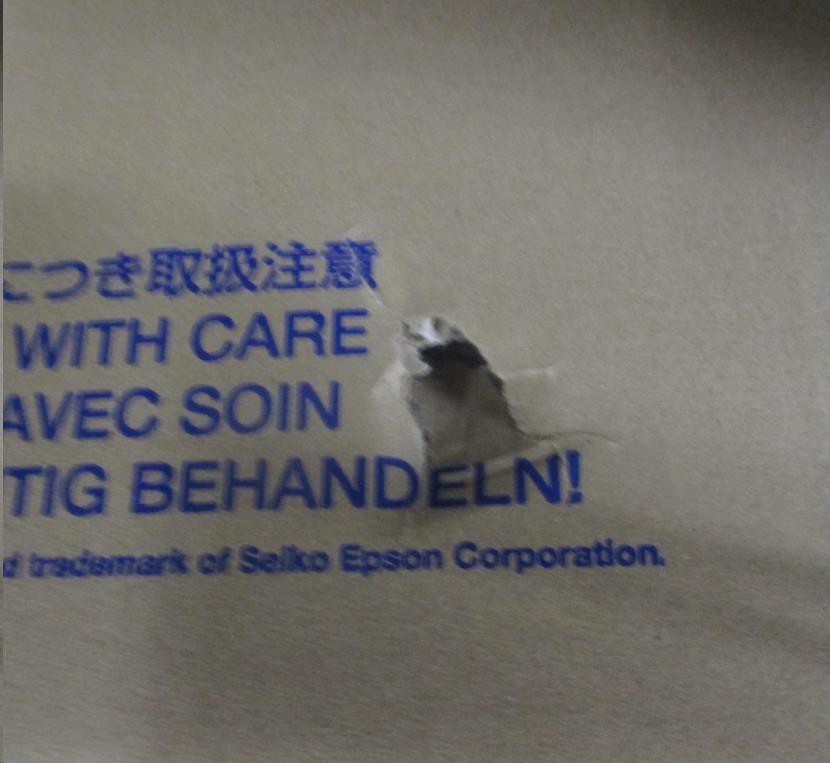 につき取扱注意
WITH CARE
AVEC SOIN
TIG BEHANDELN!
d trademark of Seiko Epson Corporation.